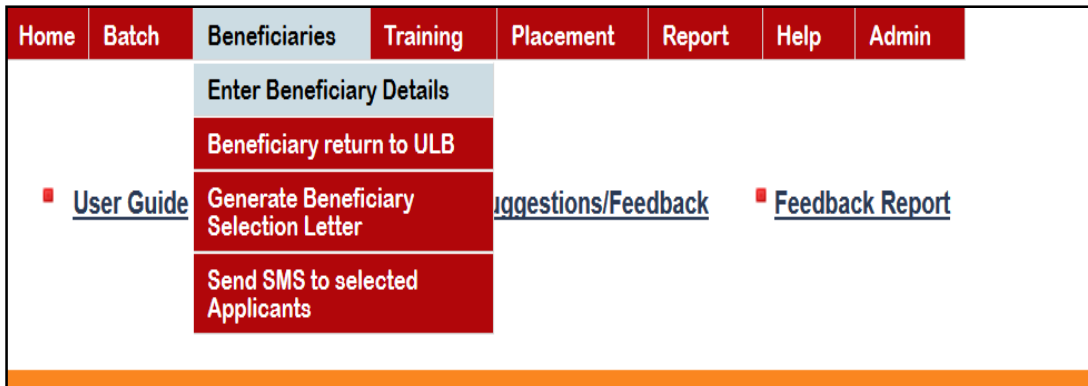 Home Batch Beneficiaries Training Placement Report Help Admin
Enter Beneficiary Details
Beneficiary return to ULB
User Guide
Generate Beneficiary
Selection Letter
uggestions/Feedback
Feedback Report
Send SMS to selected
Applicants